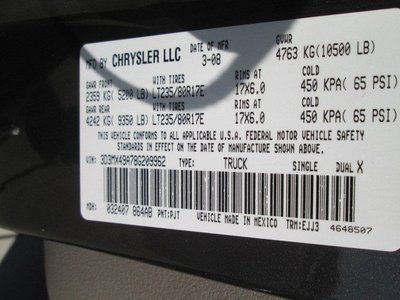 MFD BY CHRYSLER LLC DATE OF MFR GVWR
3-08 4763 KG(10500 LB)
GAWR FRONT WITH TIRES RIMS AT COLD
2359 KG( 5200 LB) LT235/80R17E 17X6.0 450 KPA( 65 PSI)
GAWR REAR WITH TIRES RIMS AT COLD
4242 KG( 9350 LB) LT235/80R17E 17X6.0 450 KPA( 65 PSI)
THIS VEHICLE CONFORMS TO ALL APPLICABLE U.S.A. FEDERAL MOTOR VEHICLE SAFETY
STANDARDS IN EFFECT ON THE DATE OF MANUFACTURE SHOWN ABOVE.
VIN: 3D3MX49A78G209962 TYPE: TRUCK SINGLE DUAL X
MDH: 032407 864AB PNT:PJT VEHICLE MADE IN MEXICO TRM:EJJ3 4648507